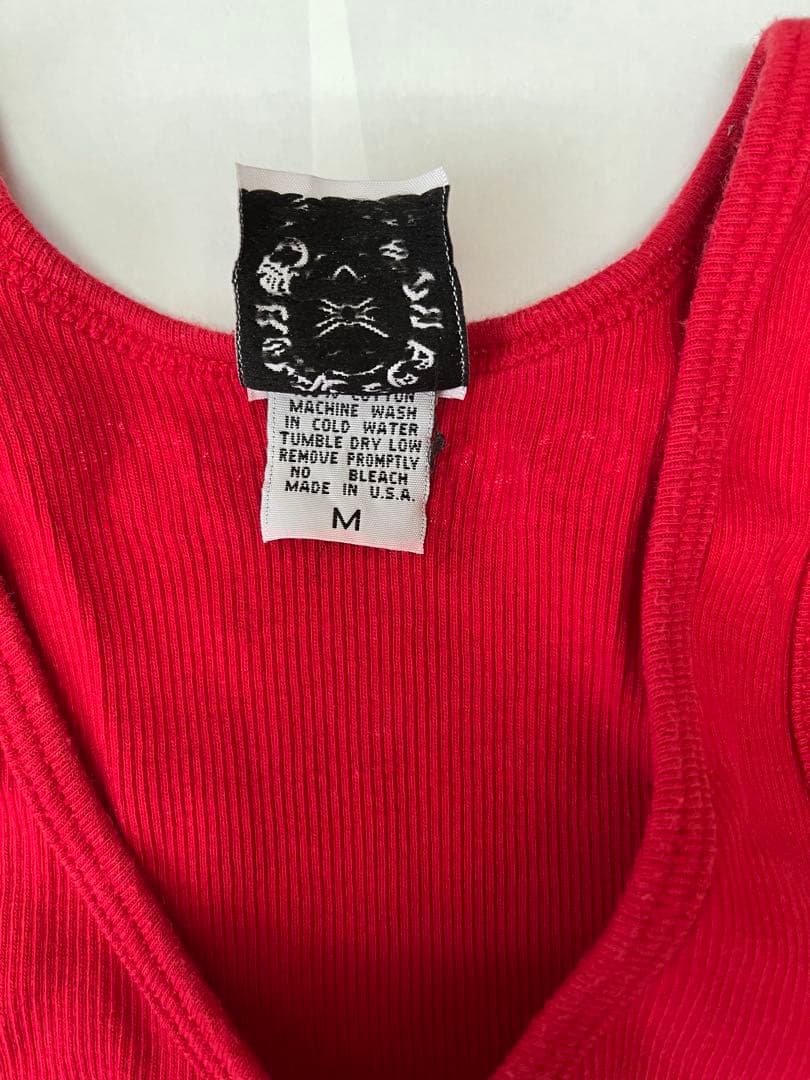 COTTON
MACHINE WASH
IN COLD WATER
TUMBLE DRY LOW
REMOVE PROMPTLY
NO BLEACH
MADE IN U.S.A.
M